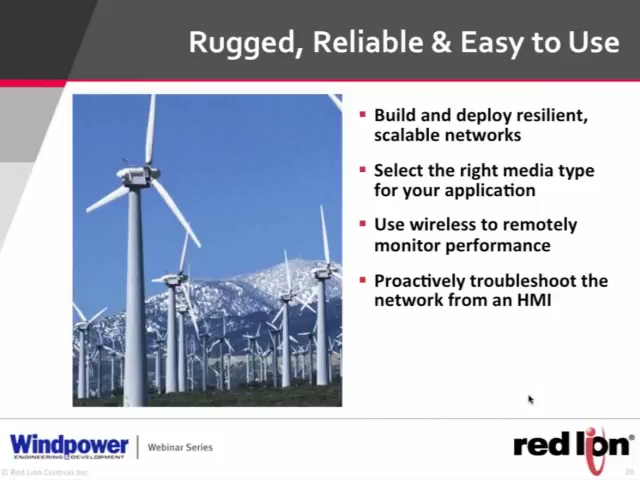 Rugged, Reliable & Easy to Use
Build and deploy resilient,
scalable networks
Select the right media type
for your application
Use wireless to remotely
monitor performance
Proactively troubleshoot the
network from an HMI
Windpower
ENGINEERING & DEVELOPMENT
Webinar Series
red lion®
© Red Lion Controls Inc.
26